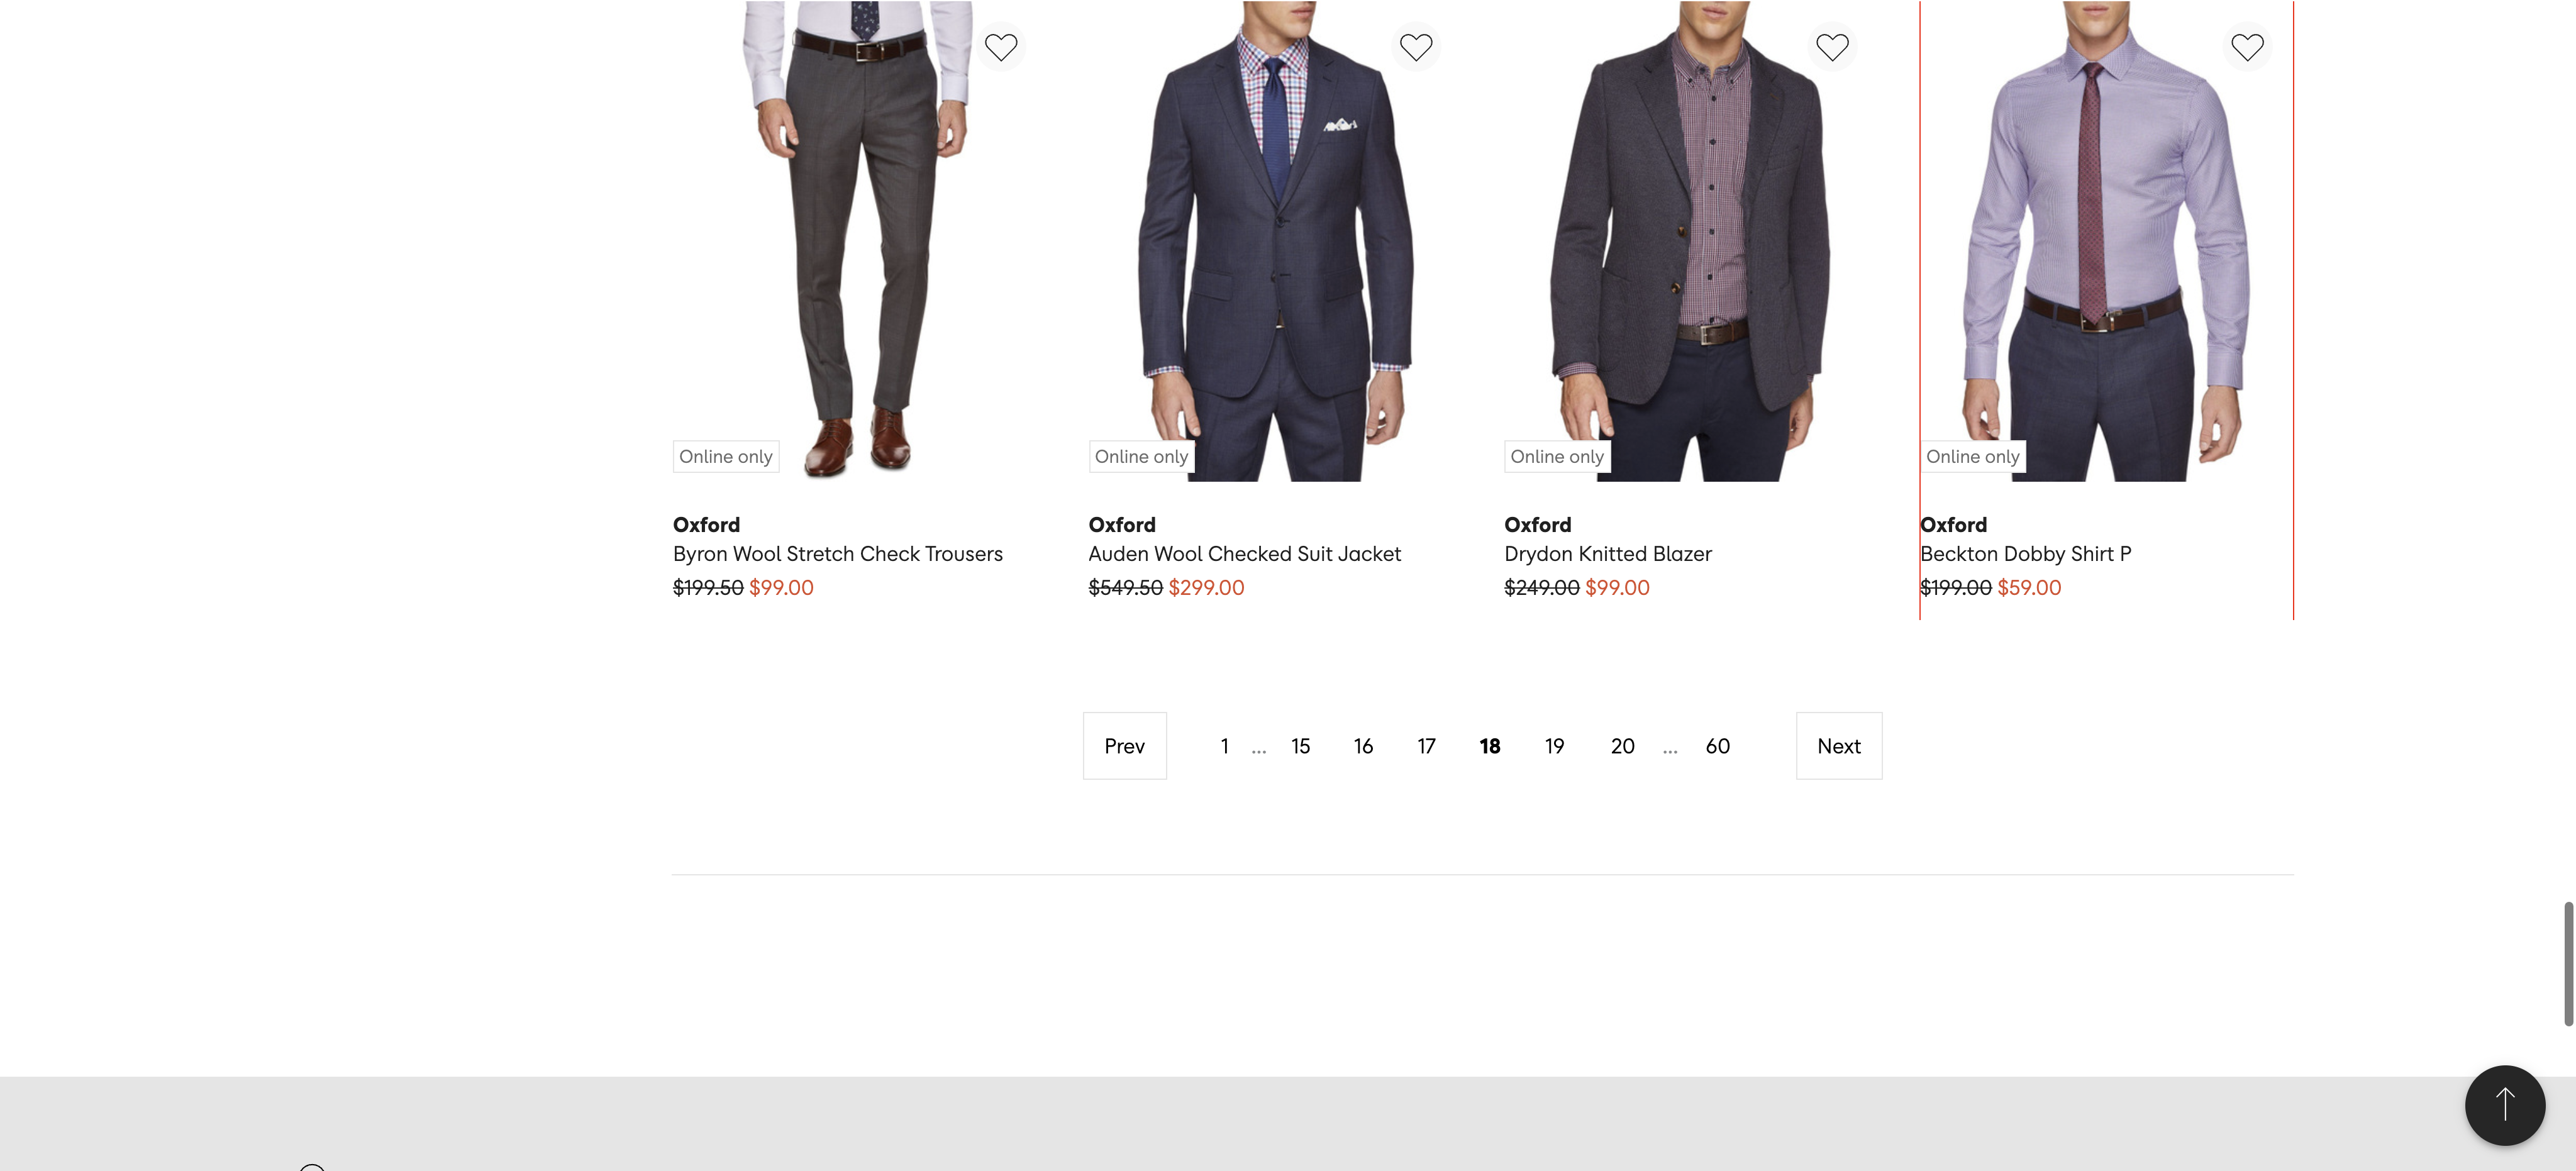 Online only
Online only
Online only
Online only
Oxford
Byron Wool Stretch Check Trousers
$199.50 $99.00
Oxford
Auden Wool Checked Suit Jacket
$549.50 $299.00
Oxford
Drydon Knitted Blazer
$249.00 $99.00
Oxford
Beckton Dobby Shirt P
$199.00 $59.00
Prev 1 ... 15 16 17 18 19 20 ... 60 Next